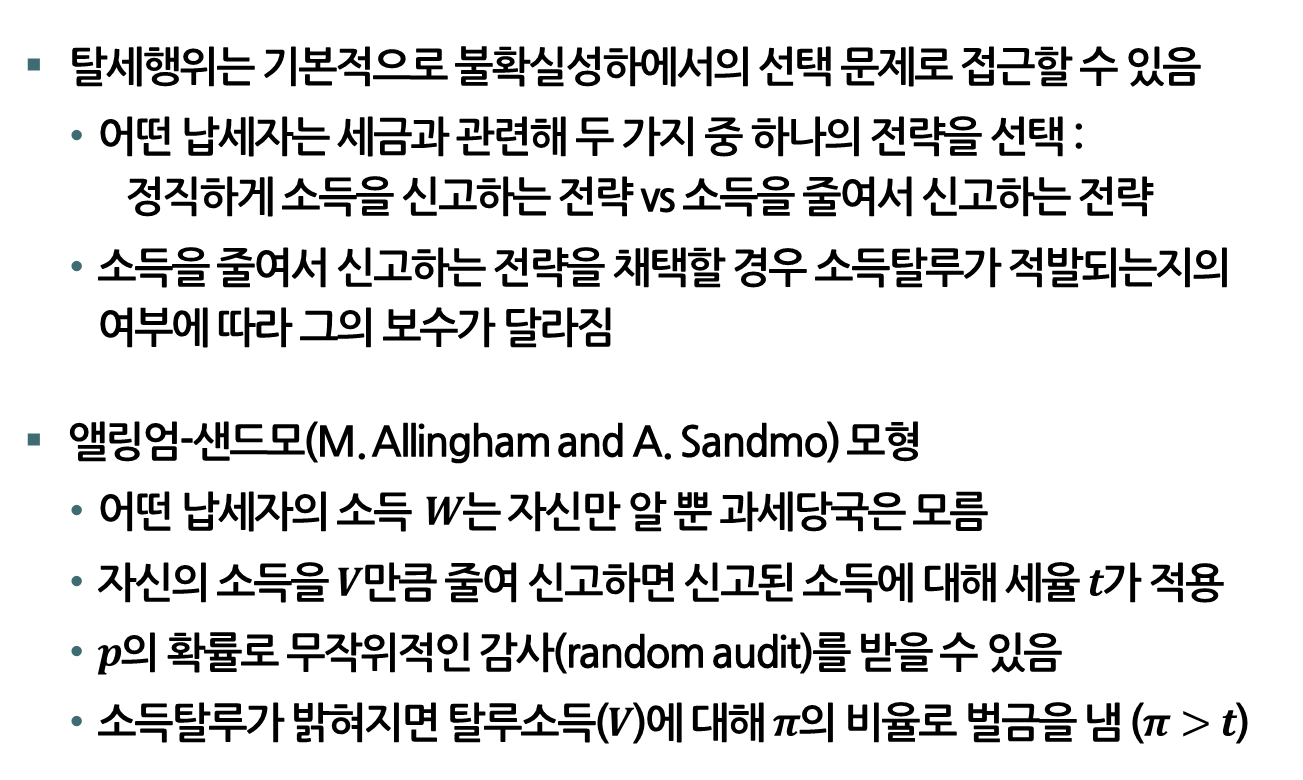 ▪ 탈세행위는 기본적으로 불확실성하에서의 선택 문제로 접근할 수 있음
• 어떤 납세자는 세금과 관련해 두 가지 중 하나의 전략을 선택 :
정직하게 소득을 신고하는 전략 vs 소득을 줄여서 신고하는 전략
• 소득을 줄여서 신고하는 전략을 채택할 경우 소득탈루가 적발되는지의
여부에 따라 그의 보수가 달라짐
▪ 앨링엄-샌드모(M. Allingham and A. Sandmo) 모형
• 어떤 납세자의 소득 W는 자신만 알 뿐 과세당국은 모름
• 자신의 소득을 V만큼 줄여 신고하면 신고된 소득에 대해 세율 t가 적용
• p의 확률로 무작위적인 감사(random audit)를 받을 수 있음
• 소득탈루가 밝혀지면 탈루소득(V)에 대해 π의 비율로 벌금을 냄 (π > t)